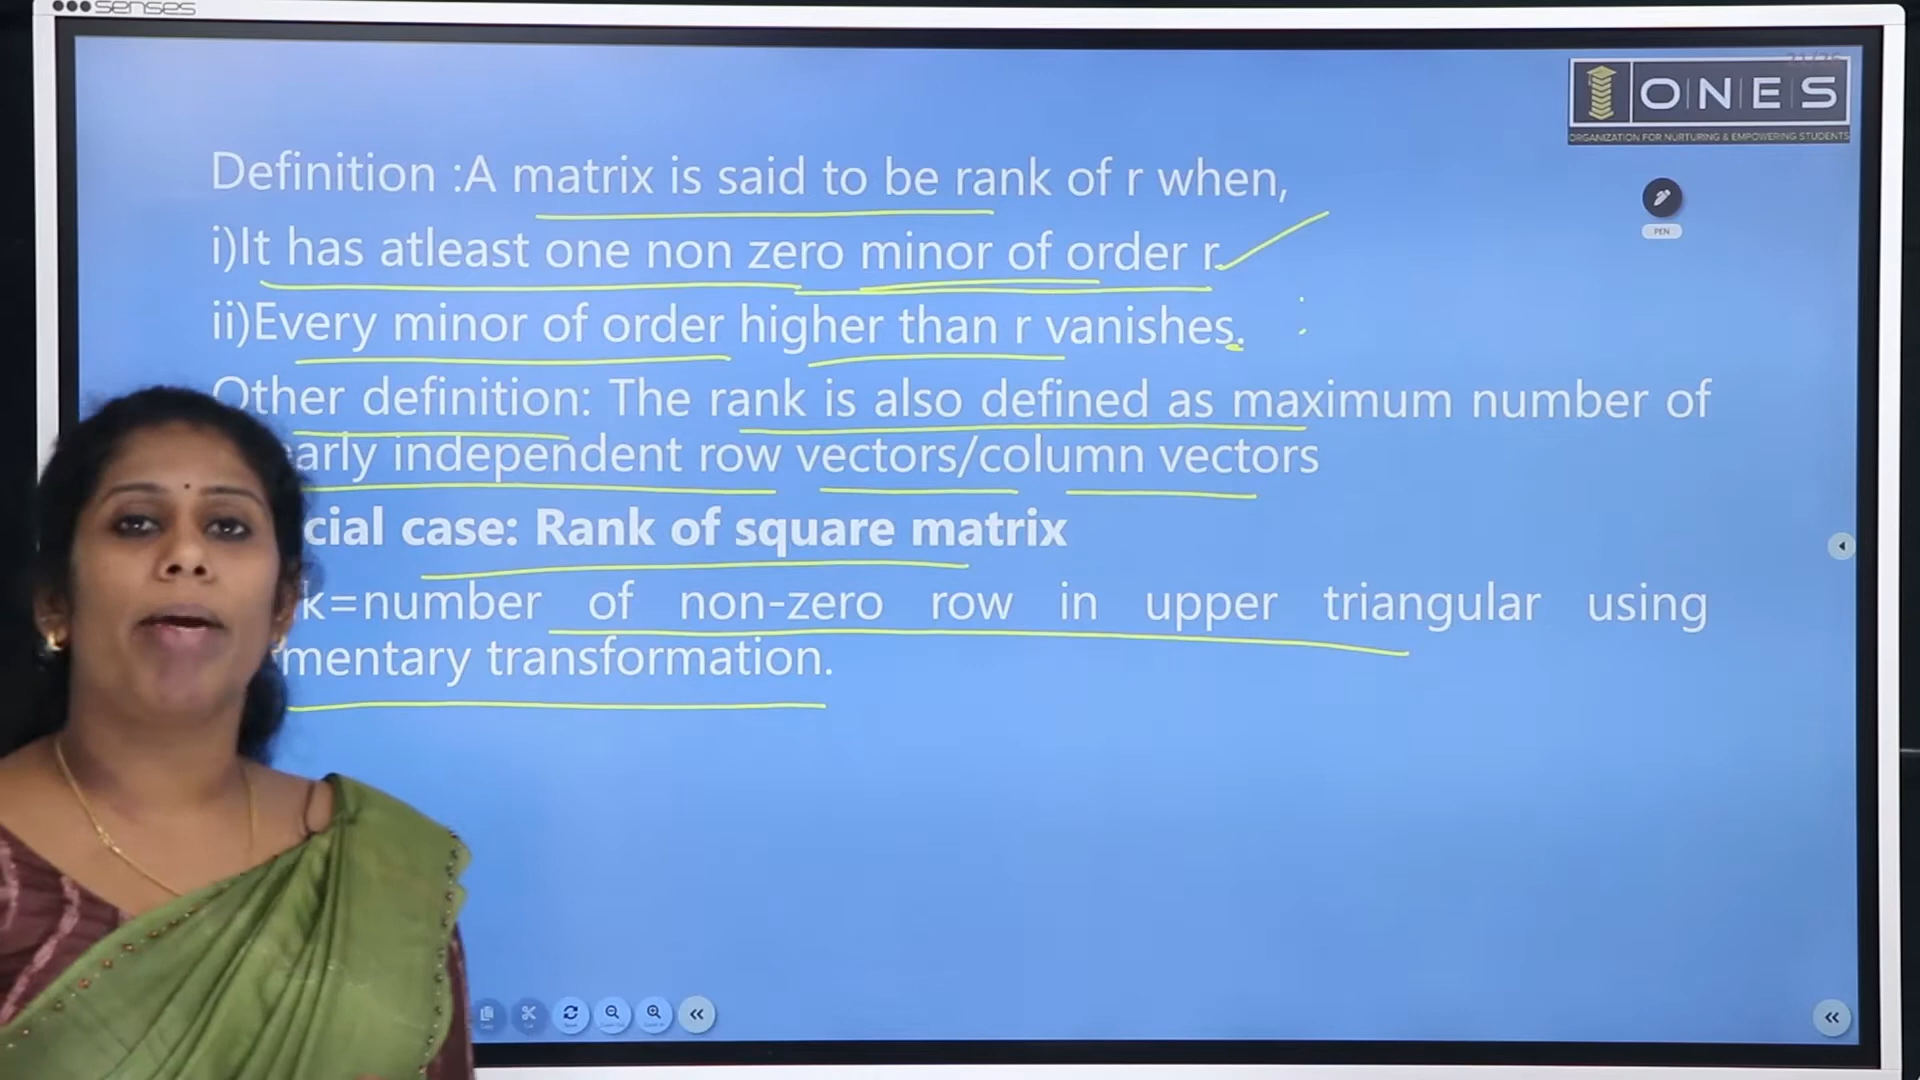 senses
21/26
ONES
ORGANIZATION FOR NURTURING & EMPOWERING STUDENTS
Definition :A matrix is said to be rank of r when,
PEN
i)It has atleast one non zero minor of order r.
ii)Every minor of order higher than r vanishes.
Other definition: The rank is also defined as maximum number of
early independent row vectors/column vectors
cial case: Rank of square matrix
k=number of non-zero row in upper triangular using
mentary transformation.